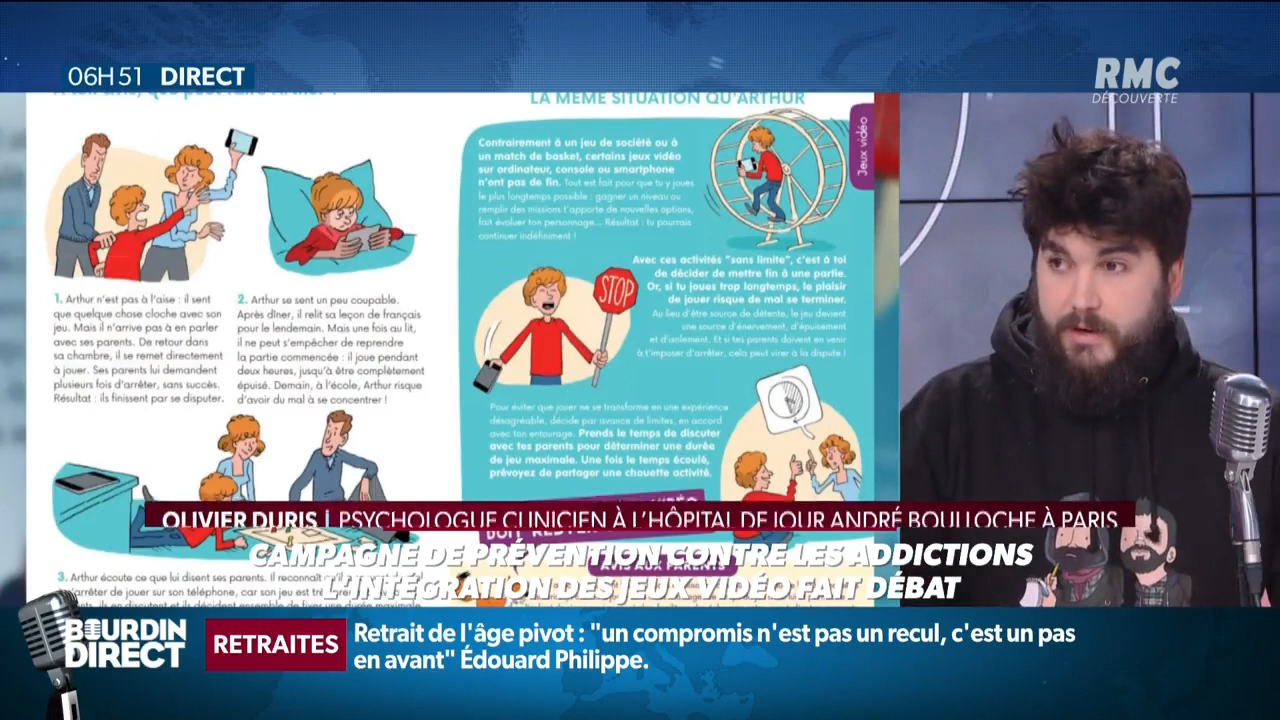 06H51 DIRECT
RMC
DÉCOUVERTE
LA MÊME SITUATION QU'ARTHUR
Jeux vidéo
Contrairement à un jeu de société ou à
un match de basket, certains jeux vidéo
sur ordinateur, console ou smartphone
n'ont pas de fin. Tout est fait pour que tu y joues
le plus longtemps possible : gagner un niveau ou
remplir des missions t'apporte de nouvelles options,
fait évoluer ton personnage... Résultat : tu pourrais
continuer indéfiniment !
Avec ces activités "sans limite", c'est à toi
de décider de mettre fin à une partie.
Or, si tu joues trop longtemps, le plaisir
de jouer risque de mal se terminer.
Au lieu d'être source de détente, le jeu devient
une source d'énervement, d'épuisement
et d'isolement. Et si tes parents doivent en venir
à t'imposer d'arrêter, cela peut virer à la dispute !
STOP
1. Arthur n'est pas à l'aise : il sent
que quelque chose cloche avec son
jeu. Mais il n'arrive pas à en parler
avec ses parents. De retour dans
sa chambre, il se remet directement
à jouer. Ses parents lui demandent
plusieurs fois d'arrêter, sans succès.
Résultat : ils finissent par se disputer.
2. Arthur se sent un peu coupable.
Après dîner, il relit sa leçon de français
pour le lendemain. Mais une fois au lit,
il ne peut s'empêcher de reprendre
la partie commencée : il joue pendant
deux heures, jusqu'à être complètement
épuisé. Demain, à l'école, Arthur risque
d'avoir du mal à se concentrer !
Pour éviter que jouer ne se transforme en une expérience
désagréable, décide par avance de limites, en accord
avec ton entourage. Prends le temps de discuter
avec tes parents pour déterminer une durée
de jeu maximale. Une fois le temps écoulé,
prévoyez de partager une chouette activité.
OLIVIER DURIS | PSYCHOLOGUE CLINICIEN À L'HÔPITAL DE JOUR ANDRÉ BOULLOCHE À PARIS
CAMPAGNE DE PRÉVENTION CONTRE LES ADDICTIONS
L'INTÉGRATION DES JEUX VIDÉO FAIT DÉBAT
AVIS AUX PARENTS
3. Arthur écoute ce que lui disent ses parents. Il reconnaît
BOURDIN
DIRECT
RETRAITES
Retrait de l'âge pivot : "un compromis n'est pas un recul, c'est un pas
en avant" Édouard Philippe.